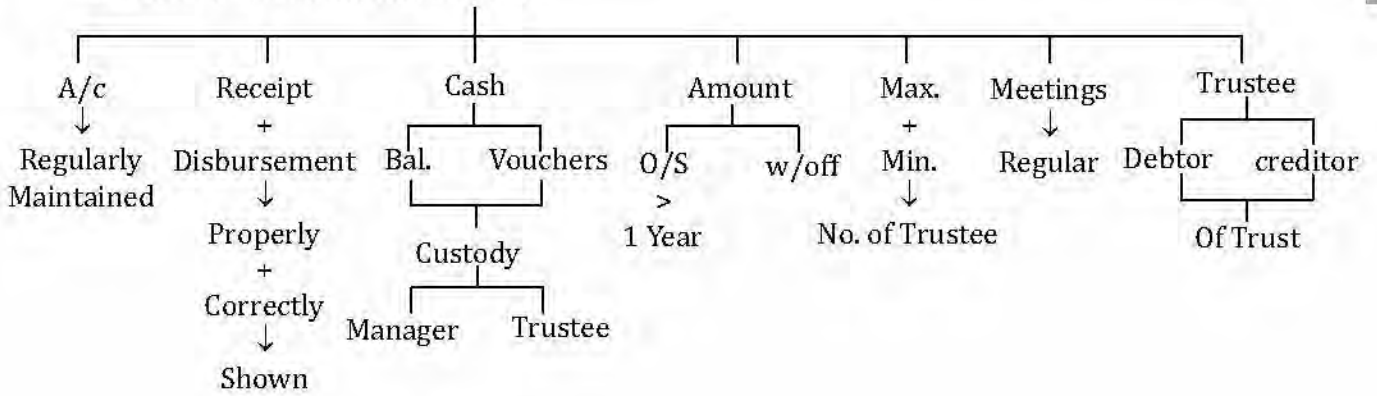 A/c Receipt Cash Amount Max. Meetings Trustee
↓ + + ↓
Regularly Disbursement Bal. Vouchers O/S w/off Min. Regular Debtor creditor
Maintained ↓ > ↓
Properly Custody 1 Year No. of Trustee Of Trust
+
Correctly Manager Trustee
↓
Shown